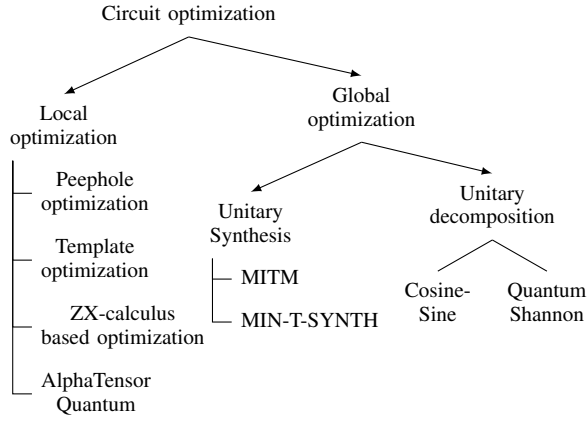 Circuit optimization
Local
optimization
Global
optimization
Peephole
optimization
Template
optimization
ZX-calculus
based optimization
AlphaTensor
Quantum
Unitary
Synthesis
MITM
MIN-T-SYNTH
Unitary
decomposition
Cosine-
Sine
Quantum
Shannon